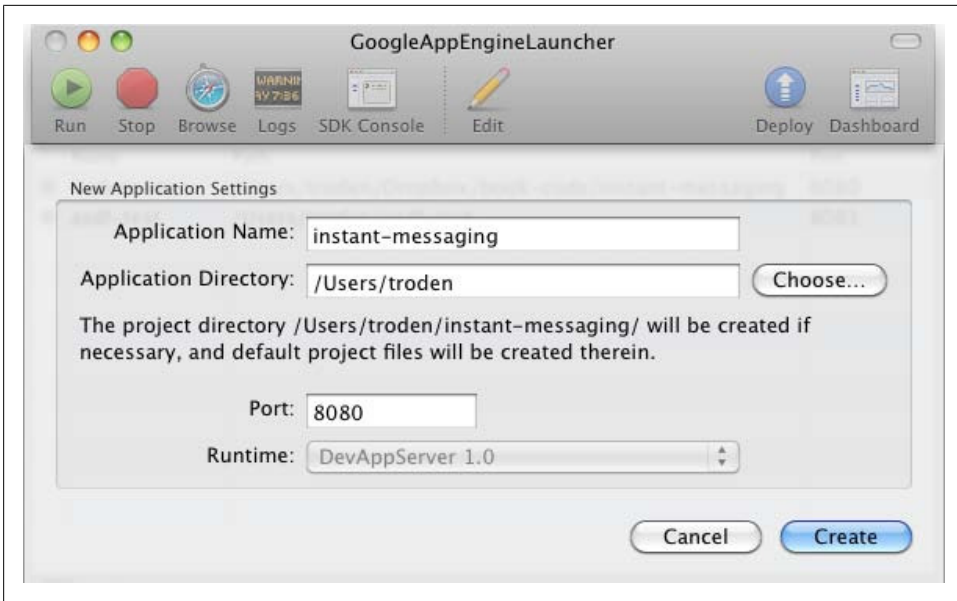 GoogleAppEngineLauncher
Run Stop Browse Logs SDK Console Edit Deploy Dashboard
New Application Settings
Application Name: instant-messaging
Application Directory: /Users/troden Choose...
The project directory /Users/troden/instant-messaging/ will be created if
necessary, and default project files will be created therein.
Port: 8080
Runtime: DevAppServer 1.0
Cancel Create